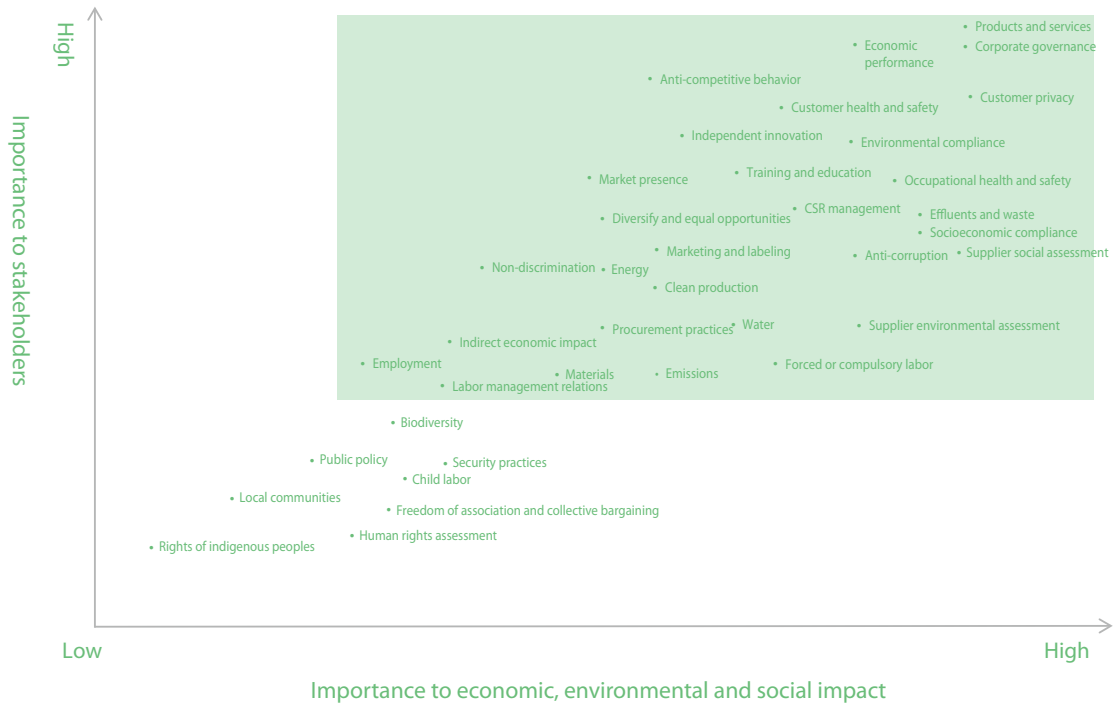 High
Importance to stakeholders
Products and services
Economic
performance
Corporate governance
Anti-competitive behavior
Customer privacy
Customer health and safety
Independent innovation
Environmental compliance
Training and education
Market presence
Occupational health and safety
CSR management
Effluents and waste
Diversify and equal opportunities
Socioeconomic compliance
Marketing and labeling
Supplier social assessment
Anti-corruption
Non-discrimination
Energy
Clean production
Water
Supplier environmental assessment
Procurement practices
Indirect economic impact
Employment
Forced or compulsory labor
Materials
Emissions
Labor management relations
Biodiversity
Public policy
Security practices
Child labor
Local communities
Freedom of association and collective bargaining
Human rights assessment
Rights of indigenous peoples
Low
High
Importance to economic, environmental and social impact